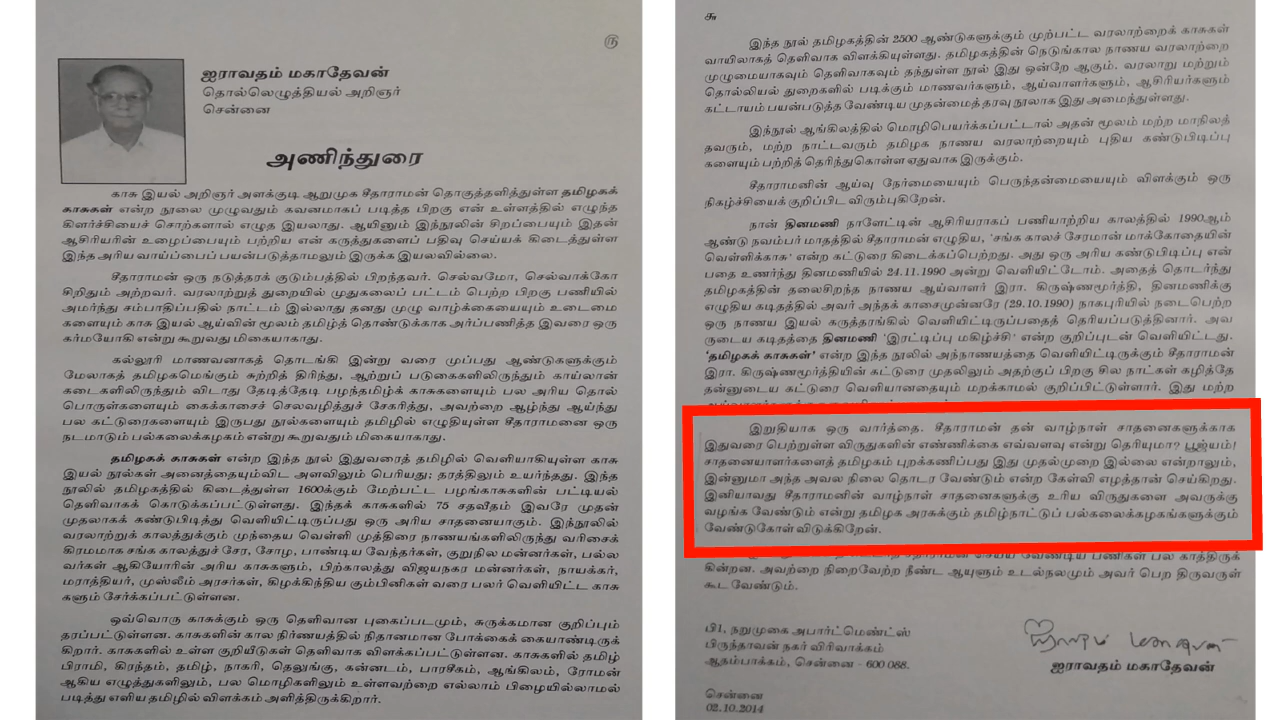 ரு
ஐராவதம் மகாதேவன்
தொல்லெழுத்தியல் அறிஞர்
சென்னை
அணிந்துரை
காசு இயல் அறிஞர் அளக்குடி ஆறுமுக சீதாராமன் தொகுத்தளித்துள்ள தமிழகக்
காசுகள் என்ற நூலை முழுவதும் கவனமாகப் படித்த பிறகு என் உள்ளத்தில் எழுந்த
கிளர்ச்சியைச் சொற்களால் எழுத இயலாது. ஆயினும் இந்நூலின் சிறப்பையும் இதன்
ஆசிரியரின் உழைப்பையும் பற்றிய என் கருத்துகளைப் பதிவு செய்யக் கிடைத்துள்ள
இந்த அரிய வாய்ப்பைப் பயன்படுத்தாமலும் இருக்க இயலவில்லை.
சீதாராமன் ஒரு நடுத்தரக் குடும்பத்தில் பிறந்தவர். செல்வமோ, செல்வாக்கோ
சிறிதும் அற்றவர். வரலாற்றுத் துறையில் முதுகலைப் பட்டம் பெற்ற பிறகு பணியில்
அமர்ந்து சம்பாதிப்பதில் நாட்டம் இல்லாது தனது முழு வாழ்க்கையையும் உடைமை
களையும் காசு இயல் ஆய்வின் மூலம் தமிழ்த் தொண்டுக்காக அர்ப்பணித்த இவரை ஒரு
கர்மயோகி என்று கூறுவது மிகையாகாது.
கல்லூரி மாணவனாகத் தொடங்கி இன்று வரை முப்பது ஆண்டுகளுக்கும்
மேலாகத் தமிழகமெங்கும் சுற்றித் திரிந்து, ஆற்றுப் படுகைகளிலிருந்தும் காய்லான்
கடைகளிலிருந்தும் விடாது தேடித்தேடி பழந்தமிழ்க் காசுகளையும் பல அரிய தொல்
பொருள்களையும் கைக்காசைச் செலவழித்துச் சேகரித்து, அவற்றை ஆழ்ந்து ஆய்ந்து
பல கட்டுரைகளையும் இருபது நூல்களையும் தமிழில் எழுதியுள்ள சீதாராமனை ஒரு
நடமாடும் பல்கலைக்கழகம் என்று கூறுவதும் மிகையாகாது.
தமிழகக் காசுகள் என்ற இந்த நூல் இதுவரைத் தமிழில் வெளியாகியுள்ள காசு
இயல் நூல்கள் அனைத்தையும்விட அளவிலும் பெரியது; தரத்திலும் உயர்ந்தது. இந்த
நூலில் தமிழகத்தில் கிடைத்துள்ள 1600க்கும் மேற்பட்ட பழங்காசுகளின் பட்டியல்
தெளிவாகக் கொடுக்கப்பட்டுள்ளது. இந்தக் காசுகளில் 75 சதவீதம் இவரே முதன்
முதலாகக் கண்டுபிடித்து வெளியிட்டிருப்பது ஒரு அரிய சாதனையாகும். இந்நூலில்
வரலாற்றுக் காலத்துக்கும் முந்தைய வெள்ளி முத்திரை நாணயங்களிலிருந்து வரிசைக்
கிரமமாக சங்க காலத்துச் சேர, சோழ, பாண்டிய வேந்தர்கள், குறுநில மன்னர்கள், பல்ல
வர்கள் ஆகியோரின் அரிய காசுகளும், பிற்காலத்து விஜயநகர மன்னர்கள், நாயக்கர்,
மராத்தியர், முஸ்லீம் அரசர்கள், கிழக்கிந்திய கும்பினிகள் வரை பலர் வெளியிட்ட காசு
களும் சேர்க்கப்பட்டுள்ளன.
ஒவ்வொரு காசுக்கும் ஒரு தெளிவான புகைப்படமும், சுருக்கமான குறிப்பும்
தரப்பட்டுள்ளன. காசுகளின் கால நிர்ணயத்தில் நிதானமான போக்கைக் கையாண்டிருக்
கிறார். காசுகளில் உள்ள குறியீடுகள் தெளிவாக விளக்கப்பட்டுள்ளன. காசுகளில் தமிழ்
பிராமி, கிரந்தம், தமிழ், நாகரி, தெலுங்கு, கன்னடம், பாரசீகம், ஆங்கிலம், ரோமன்
ஆகிய எழுத்துகளிலும், பல மொழிகளிலும் உள்ளவற்றை எல்லாம் பிழையில்லாமல்
படித்து எளிய தமிழில் விளக்கம் அளித்திருக்கிறார்.
சு
இந்த நூல் தமிழகத்தின் 2500 ஆண்டுகளுக்கும் முற்பட்ட வரலாற்றைக் காசுகள்
வாயிலாகத் தெளிவாக விளக்கியுள்ளது. தமிழகத்தின் நெடுங்கால நாணய வரலாற்றை
முழுமையாகவும் தெளிவாகவும் தந்துள்ள நூல் இது ஒன்றே ஆகும். வரலாறு மற்றும்
தொல்லியல் துறைகளில் படிக்கும் மாணவர்களும், ஆய்வாளர்களும், ஆசிரியர்களும்
கட்டாயம் பயன்படுத்த வேண்டிய முதன்மைத்தரவு நூலாக இது அமைந்துள்ளது.
இந்நூல் ஆங்கிலத்தில் மொழிபெயர்க்கப்பட்டால் அதன் மூலம் மற்ற மாநிலத்
தவரும், மற்ற நாட்டவரும் தமிழக நாணய வரலாற்றையும் புதிய கண்டுபிடிப்பு
களையும் பற்றித் தெரிந்துகொள்ள ஏதுவாக இருக்கும்.
சீதாராமனின் ஆய்வு நேர்மையையும் பெருந்தன்மையையும் விளக்கும் ஒரு
நிகழ்ச்சியைக் குறிப்பிட விரும்புகிறேன்.
நான் தினமணி நாளேட்டின் ஆசிரியராகப் பணியாற்றிய காலத்தில் 1990ஆம்
ஆண்டு நவம்பர் மாதத்தில் சீதாராமன் எழுதிய, 'சங்க காலச் சேரமான் மாக்கோதையின்
வெள்ளிக்காசு' என்ற கட்டுரை கிடைக்கப்பெற்றது. அது ஒரு அரிய கண்டுபிடிப்பு என்
பதை உணர்ந்து தினமணியில் 24.11.1990 அன்று வெளியிட்டோம். அதைத் தொடர்ந்து
தமிழகத்தின் தலைசிறந்த நாணய ஆய்வாளர் இரா. கிருஷ்ணமூர்த்தி, தினமணிக்கு
எழுதிய கடிதத்தில் அவர் அந்தக் காசைமுன்னரே (29.10.1990) நாகபுரியில் நடைபெற்ற
ஒரு நாணய இயல் கருத்தரங்கில் வெளியிட்டிருப்பதைத் தெரியப்படுத்தினார். அவ
ருடைய கடிதத்தை தினமணி 'இரட்டிப்பு மகிழ்ச்சி' என்ற குறிப்புடன் வெளியிட்டது.
'தமிழகக் காசுகள்' என்ற இந்த நூலில் அந்நாணயத்தை வெளியிட்டிருக்கும் சீதாராமன்
இரா. கிருஷ்ணமூர்த்தியின் கட்டுரை முதலிலும் அதற்குப் பிறகு சில நாட்கள் கழித்தே
தன்னுடைய கட்டுரை வெளியானதையும் மறக்காமல் குறிப்பிட்டுள்ளார். இது மற்ற
இறுதியாக ஒரு வார்த்தை. சீதாராமன் தன் வாழ்நாள் சாதனைகளுக்காக
இதுவரை பெற்றுள்ள விருதுகளின் எண்ணிக்கை எவ்வளவு என்று தெரியுமா? பூஜ்யம்!
சாதனையாளர்களைத் தமிழகம் புறக்கணிப்பது இது முதல்முறை இல்லை என்றாலும்,
இன்னுமா அந்த அவல நிலை தொடர வேண்டும் என்ற கேள்வி எழத்தான் செய்கிறது.
இனியாவது சீதாராமனின் வாழ்நாள் சாதனைகளுக்கு உரிய விருதுகளை அவருக்கு
வழங்க வேண்டும் என்று தமிழக அரசுக்கும் தமிழ்நாட்டுப் பல்கலைக்கழகங்களுக்கும்
வேண்டுகோள் விடுக்கிறேன்.
சீதாராமன் செய்ய வேண்டிய பணிகள் பல காத்திருக்
கின்றன. அவற்றை நிறைவேற்ற நீண்ட ஆயுளும் உடல்நலமும் அவர் பெற திருவருள்
கூட வேண்டும்.
பி1, நறுமுகை அபார்ட்மெண்ட்ஸ்
பிருந்தாவன் நகர் விரிவாக்கம்
ஆதம்பாக்கம், சென்னை - 600 088.
ஐராவதம் மகாதேவன்
ஐராவதம் மகாதேவன்
சென்னை
02.10.2014